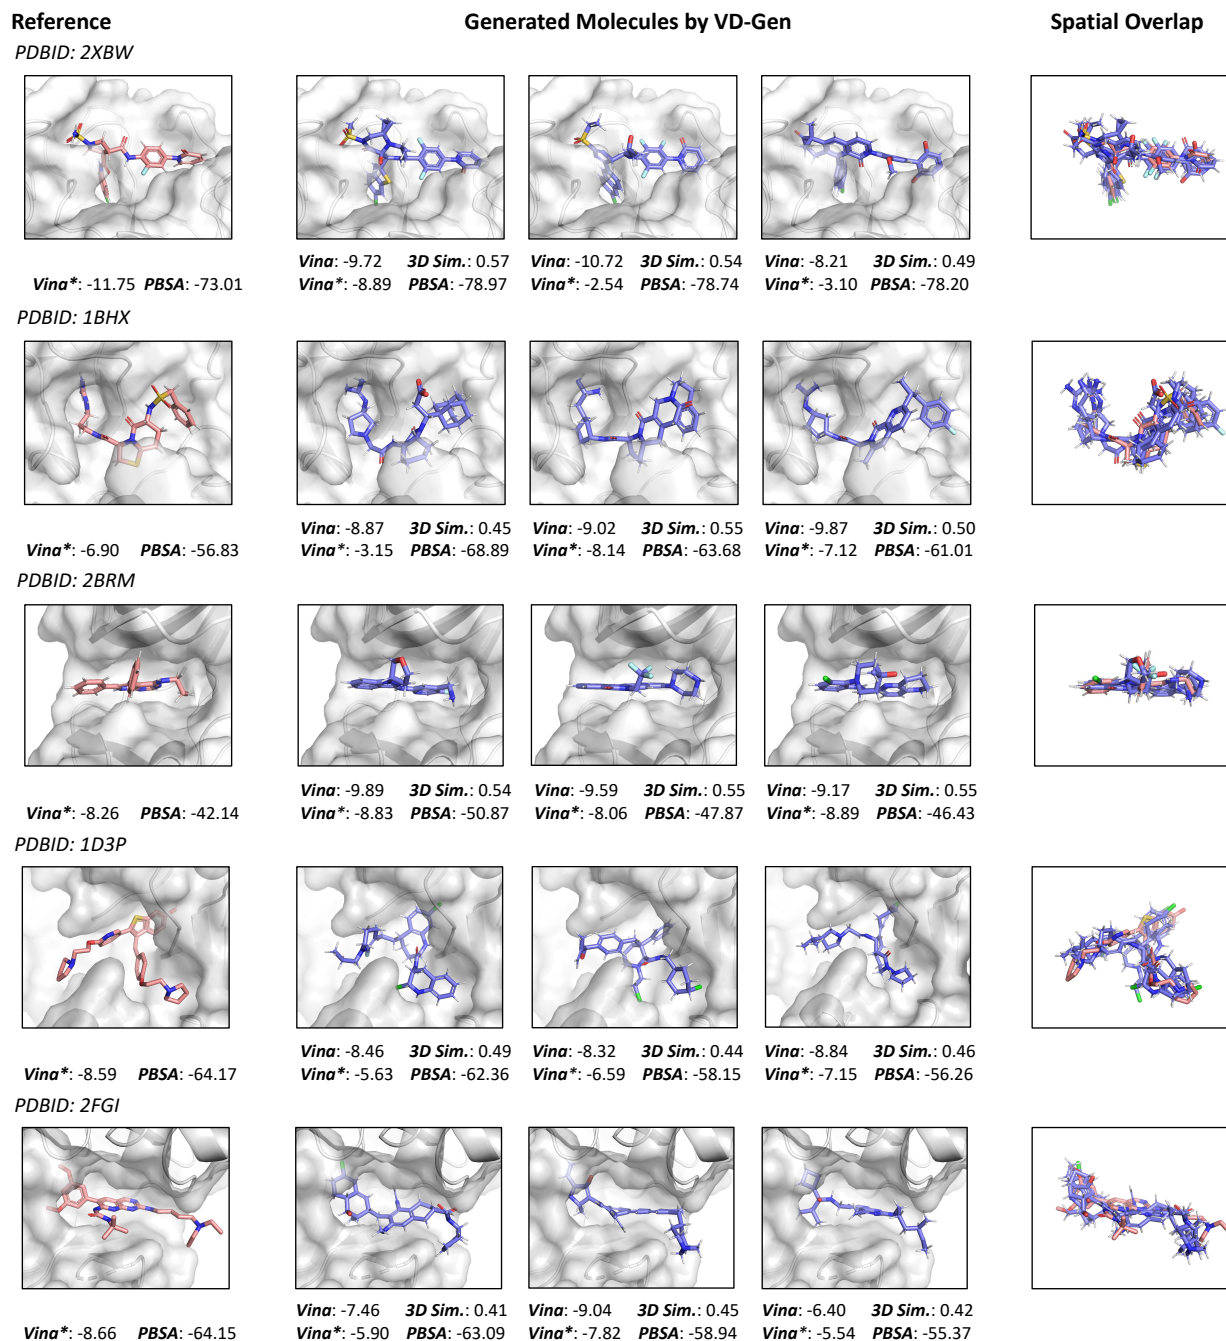 Reference Generated Molecules by VD-Gen Spatial Overlap
PDBID: 2XBW
Vina: -9.72 3D Sim.: 0.57 Vina: -10.72 3D Sim.: 0.54 Vina: -8.21 3D Sim.: 0.49
Vina*: -11.75 PBSA: -73.01 Vina*: -8.89 PBSA: -78.97 Vina*: -2.54 PBSA: -78.74 Vina*: -3.10 PBSA: -78.20
PDBID: 1BHX
Vina: -8.87 3D Sim.: 0.45 Vina: -9.02 3D Sim.: 0.55 Vina: -9.87 3D Sim.: 0.50
Vina*: -6.90 PBSA: -56.83 Vina*: -3.15 PBSA: -68.89 Vina*: -8.14 PBSA: -63.68 Vina*: -7.12 PBSA: -61.01
PDBID: 2BRM
Vina: -9.89 3D Sim.: 0.54 Vina: -9.59 3D Sim.: 0.55 Vina: -9.17 3D Sim.: 0.55
Vina*: -8.26 PBSA: -42.14 Vina*: -8.83 PBSA: -50.87 Vina*: -8.06 PBSA: -47.87 Vina*: -8.89 PBSA: -46.43
PDBID: 1D3P
Vina: -8.46 3D Sim.: 0.49 Vina: -8.32 3D Sim.: 0.44 Vina: -8.84 3D Sim.: 0.46
Vina*: -8.59 PBSA: -64.17 Vina*: -5.63 PBSA: -62.36 Vina*: -6.59 PBSA: -58.15 Vina*: -7.15 PBSA: -56.26
PDBID: 2FGI
Vina: -7.46 3D Sim.: 0.41 Vina: -9.04 3D Sim.: 0.45 Vina: -6.40 3D Sim.: 0.42
Vina*: -8.66 PBSA: -64.15 Vina*: -5.90 PBSA: -63.09 Vina*: -7.82 PBSA: -58.94 Vina*: -5.54 PBSA: -55.37